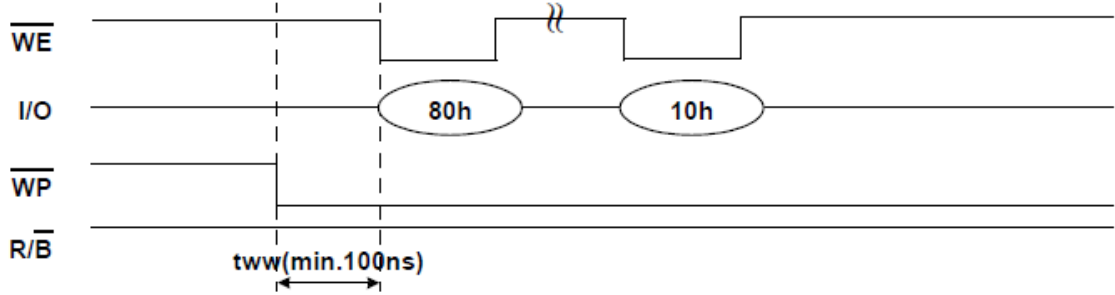 WE
I/O
80h
10h
WP
R/B
tww(min.100ns)